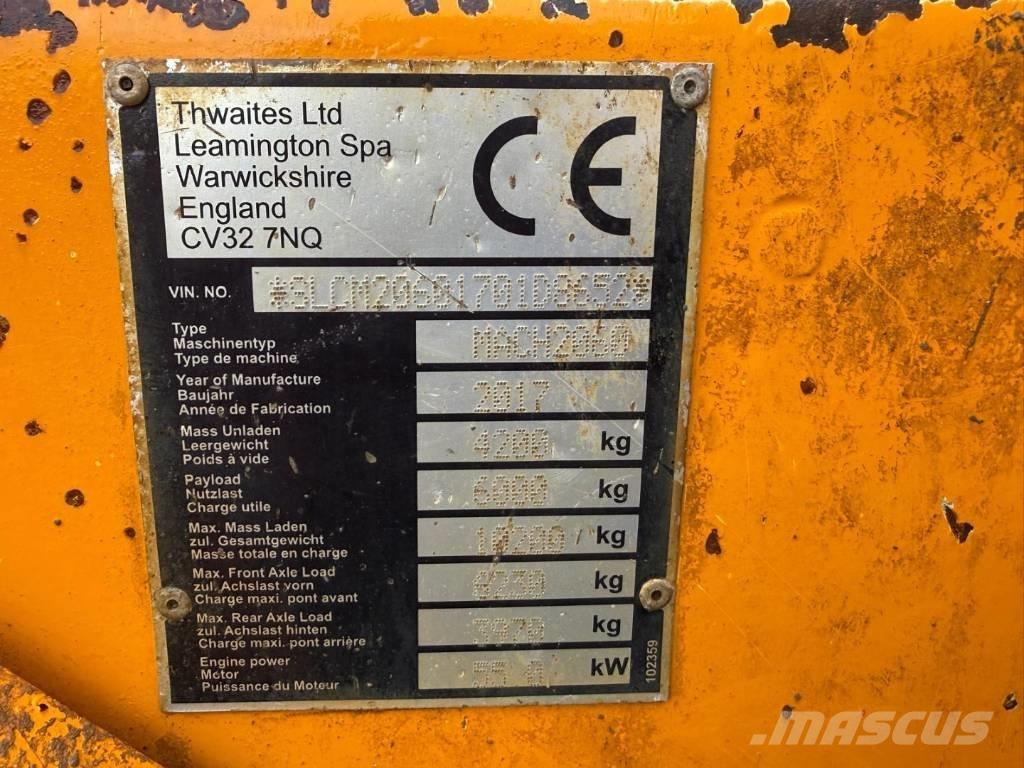 Thwaites Ltd
Leamington Spa
Warwickshire
England
CV32 7NQ
CE
VIN. NO.
Type
Maschinentyp
Type de machine
MACH2060
Year of Manufacture
Baujahr
Année de Fabrication
2017
Mass Unladen
Leergewicht
Poids à vide
4200 kg
Payload
Nutzlast
Charge utile
6000 kg
Max. Mass Laden
zul. Gesamtgewicht
Masse totale en charge
10200 kg
Max. Front Axle Load
zul. Achslast vorn
Charge maxi. pont avant
kg
Max. Rear Axle Load
zul. Achslast hinten
Charge maxi. pont arrière
kg
Engine power
Motor
Puissance du Moteur
kW
102359
MASCUS